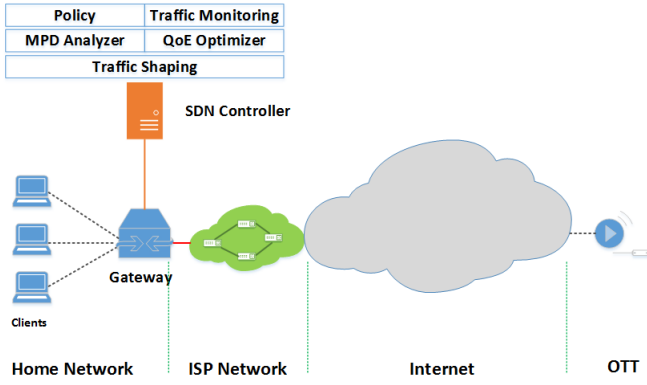 Policy Traffic Monitoring
MPD Analyzer QoE Optimizer
Traffic Shaping
SDN Controller
Gateway
Clients
Home Network ISP Network Internet OTT